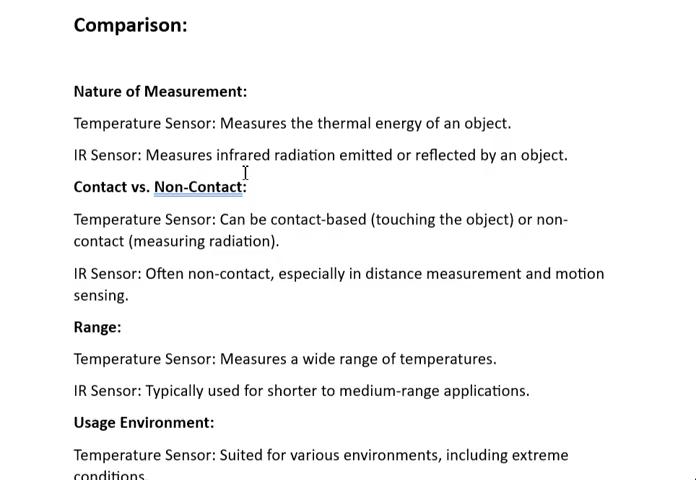 Comparison:
Nature of Measurement:
Temperature Sensor: Measures the thermal energy of an object.
IR Sensor: Measures infrared radiation emitted or reflected by an object.
Contact vs. Non-Contact:
Temperature Sensor: Can be contact-based (touching the object) or non-
contact (measuring radiation).
IR Sensor: Often non-contact, especially in distance measurement and motion
sensing.
Range:
Temperature Sensor: Measures a wide range of temperatures.
IR Sensor: Typically used for shorter to medium-range applications.
Usage Environment:
Temperature Sensor: Suited for various environments, including extreme
conditions.